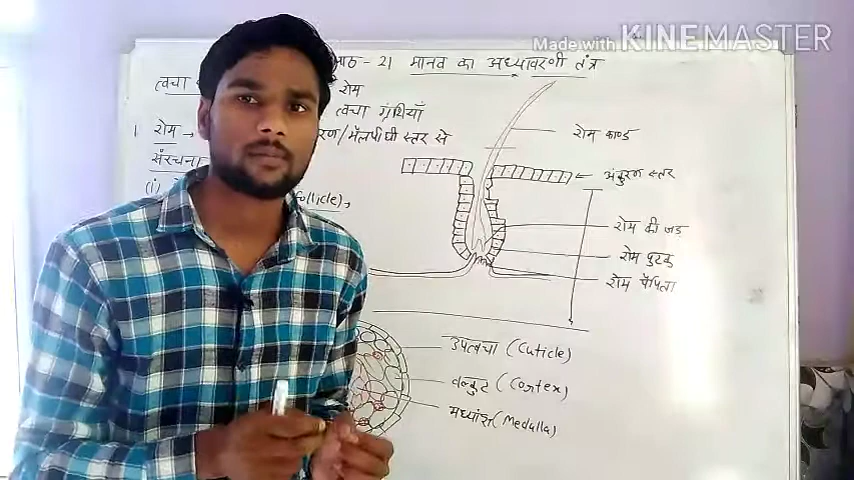 Made with KINEMASTER
पाठ - 21 मानव का अध्यावरणी तंत्र
त्वचा रोम
त्वचा ग्रंथियाँ
1. रोम → /मॅलपीघी स्तर से
संरचना
(i) follicle),
रोम काण्ड
अंकुरण स्तर
रोम की जड
रोम पुटक
रोम पेपिला
उपत्वचा (Cuticle)
वल्कुट (Cortex)
मध्यांश (Medulla)